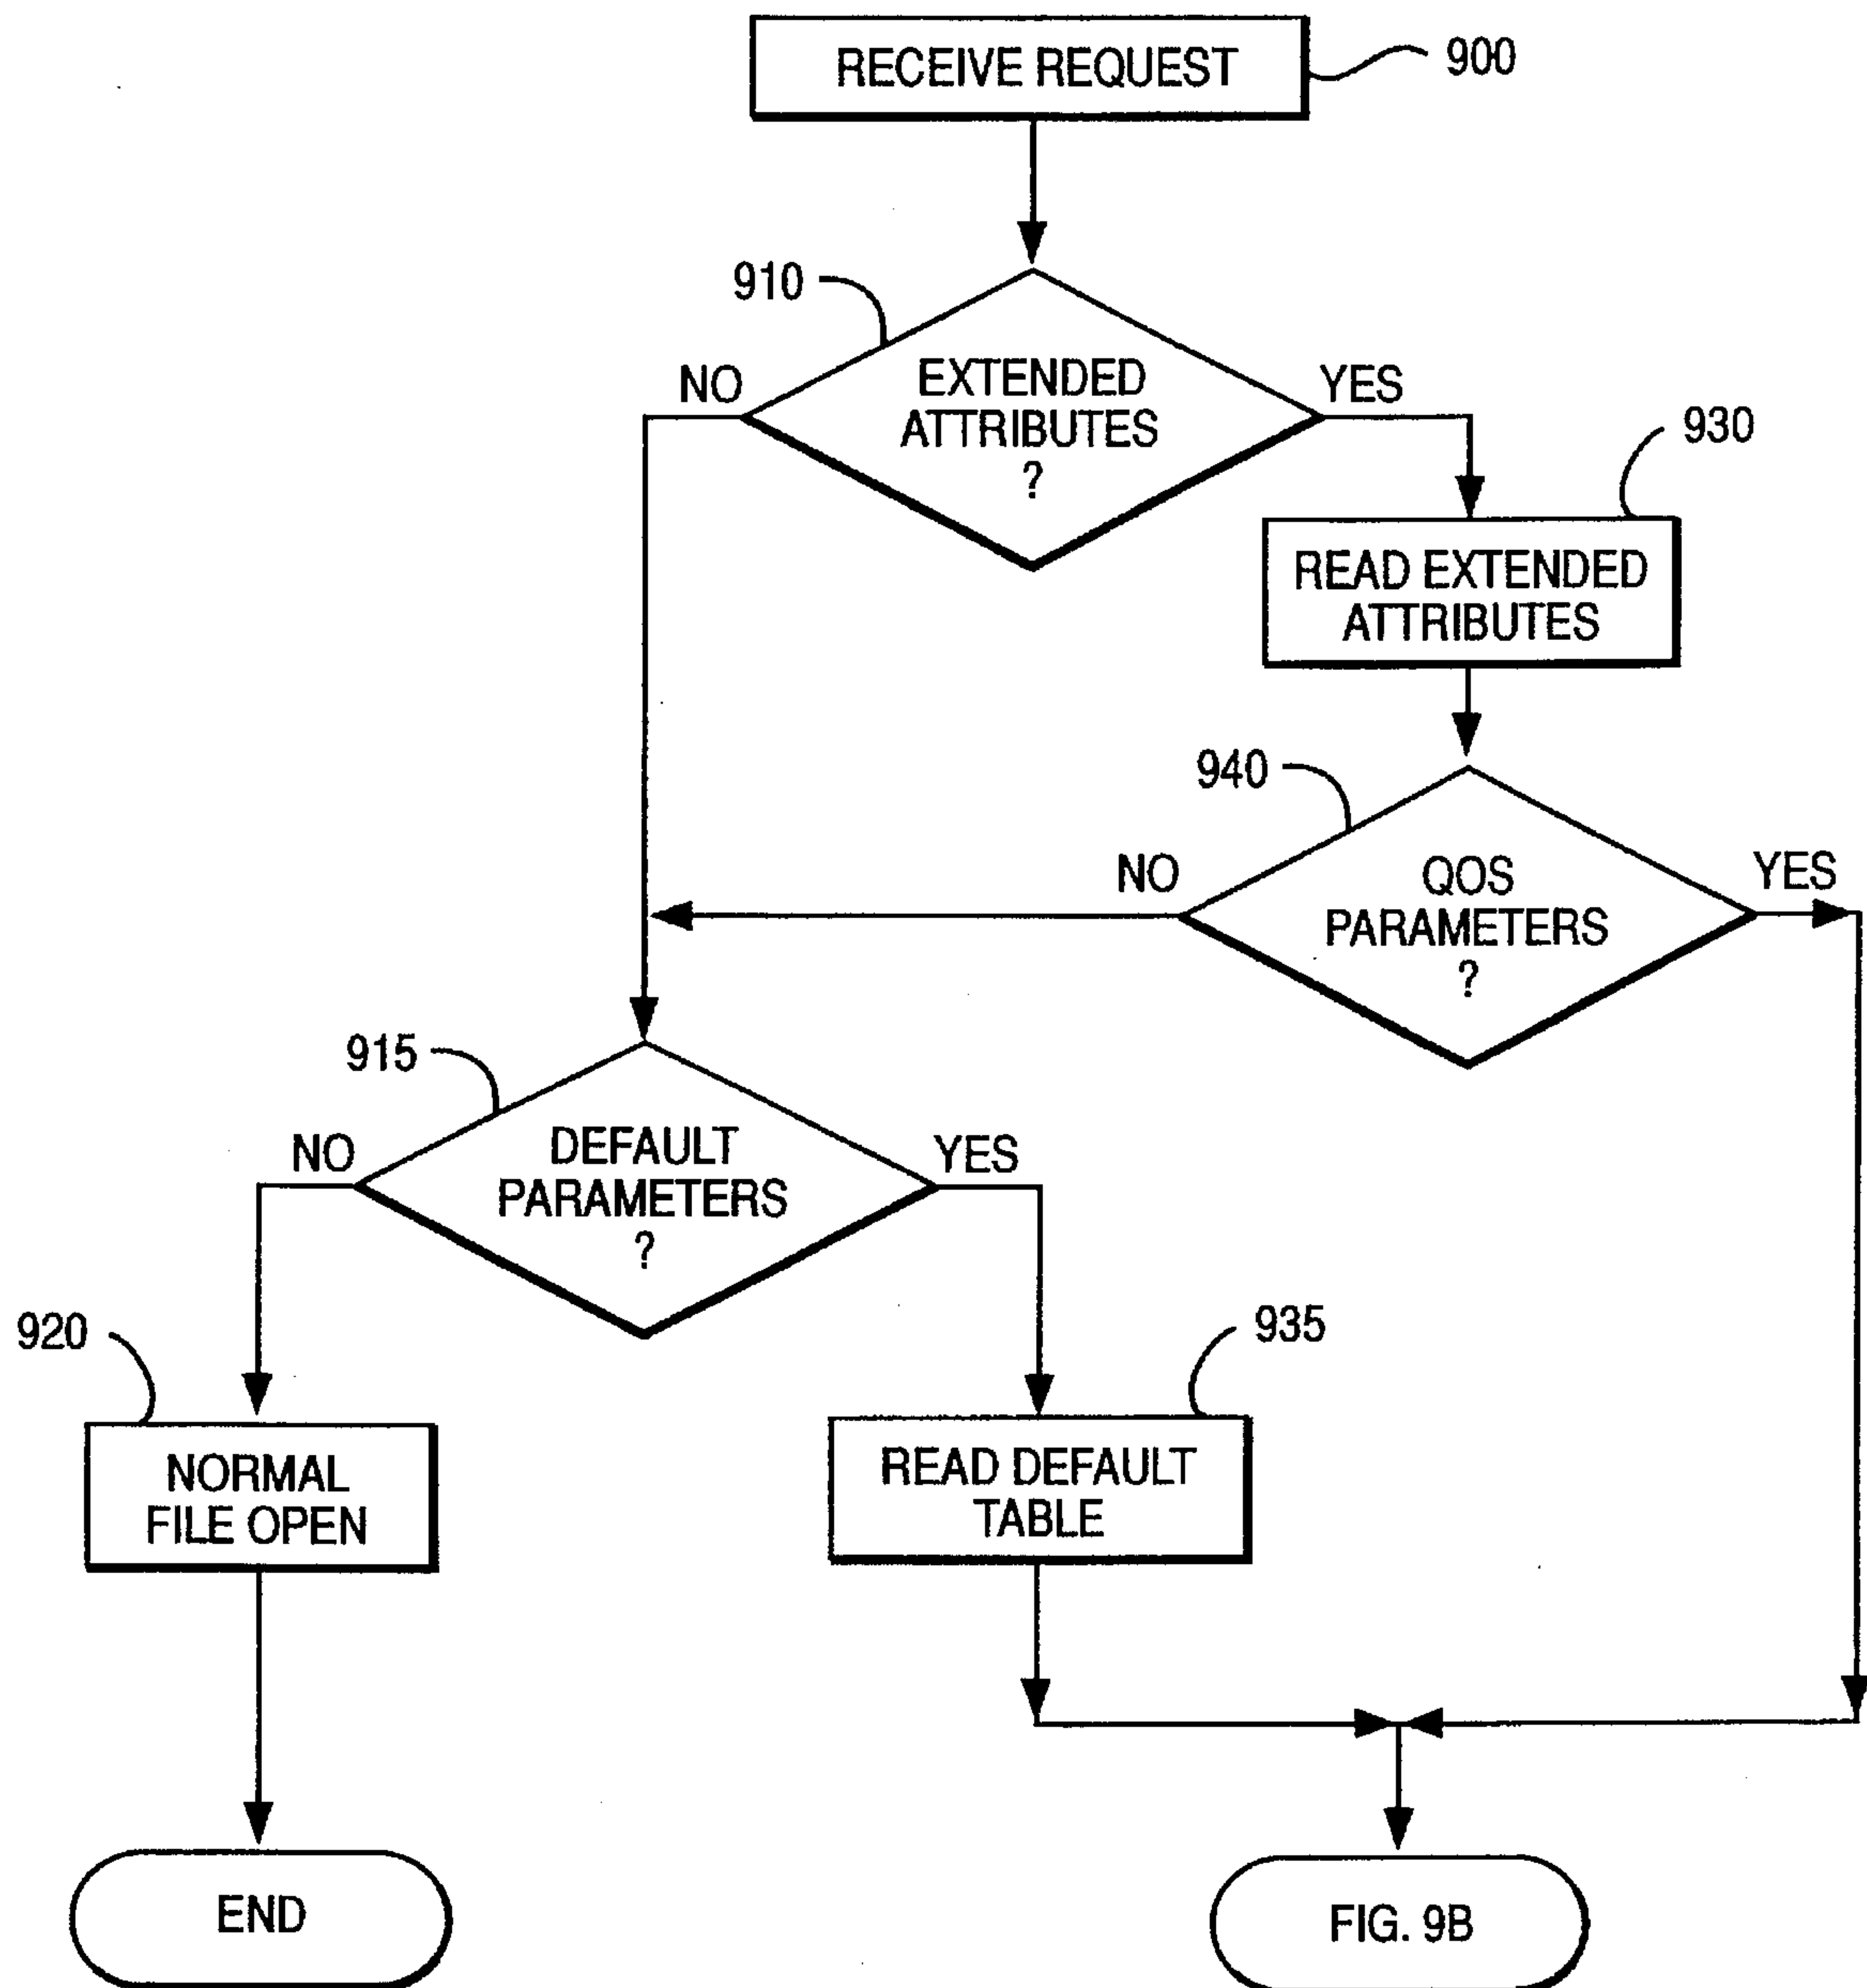 RECEIVE REQUEST
900
910
NO
EXTENDED
ATTRIBUTES
?
YES
930
READ EXTENDED
ATTRIBUTES
940
NO
QOS
PARAMETERS
?
YES
915
NO
DEFAULT
PARAMETERS
?
YES
920
NORMAL
FILE OPEN
935
READ DEFAULT
TABLE
END
FIG. 9B